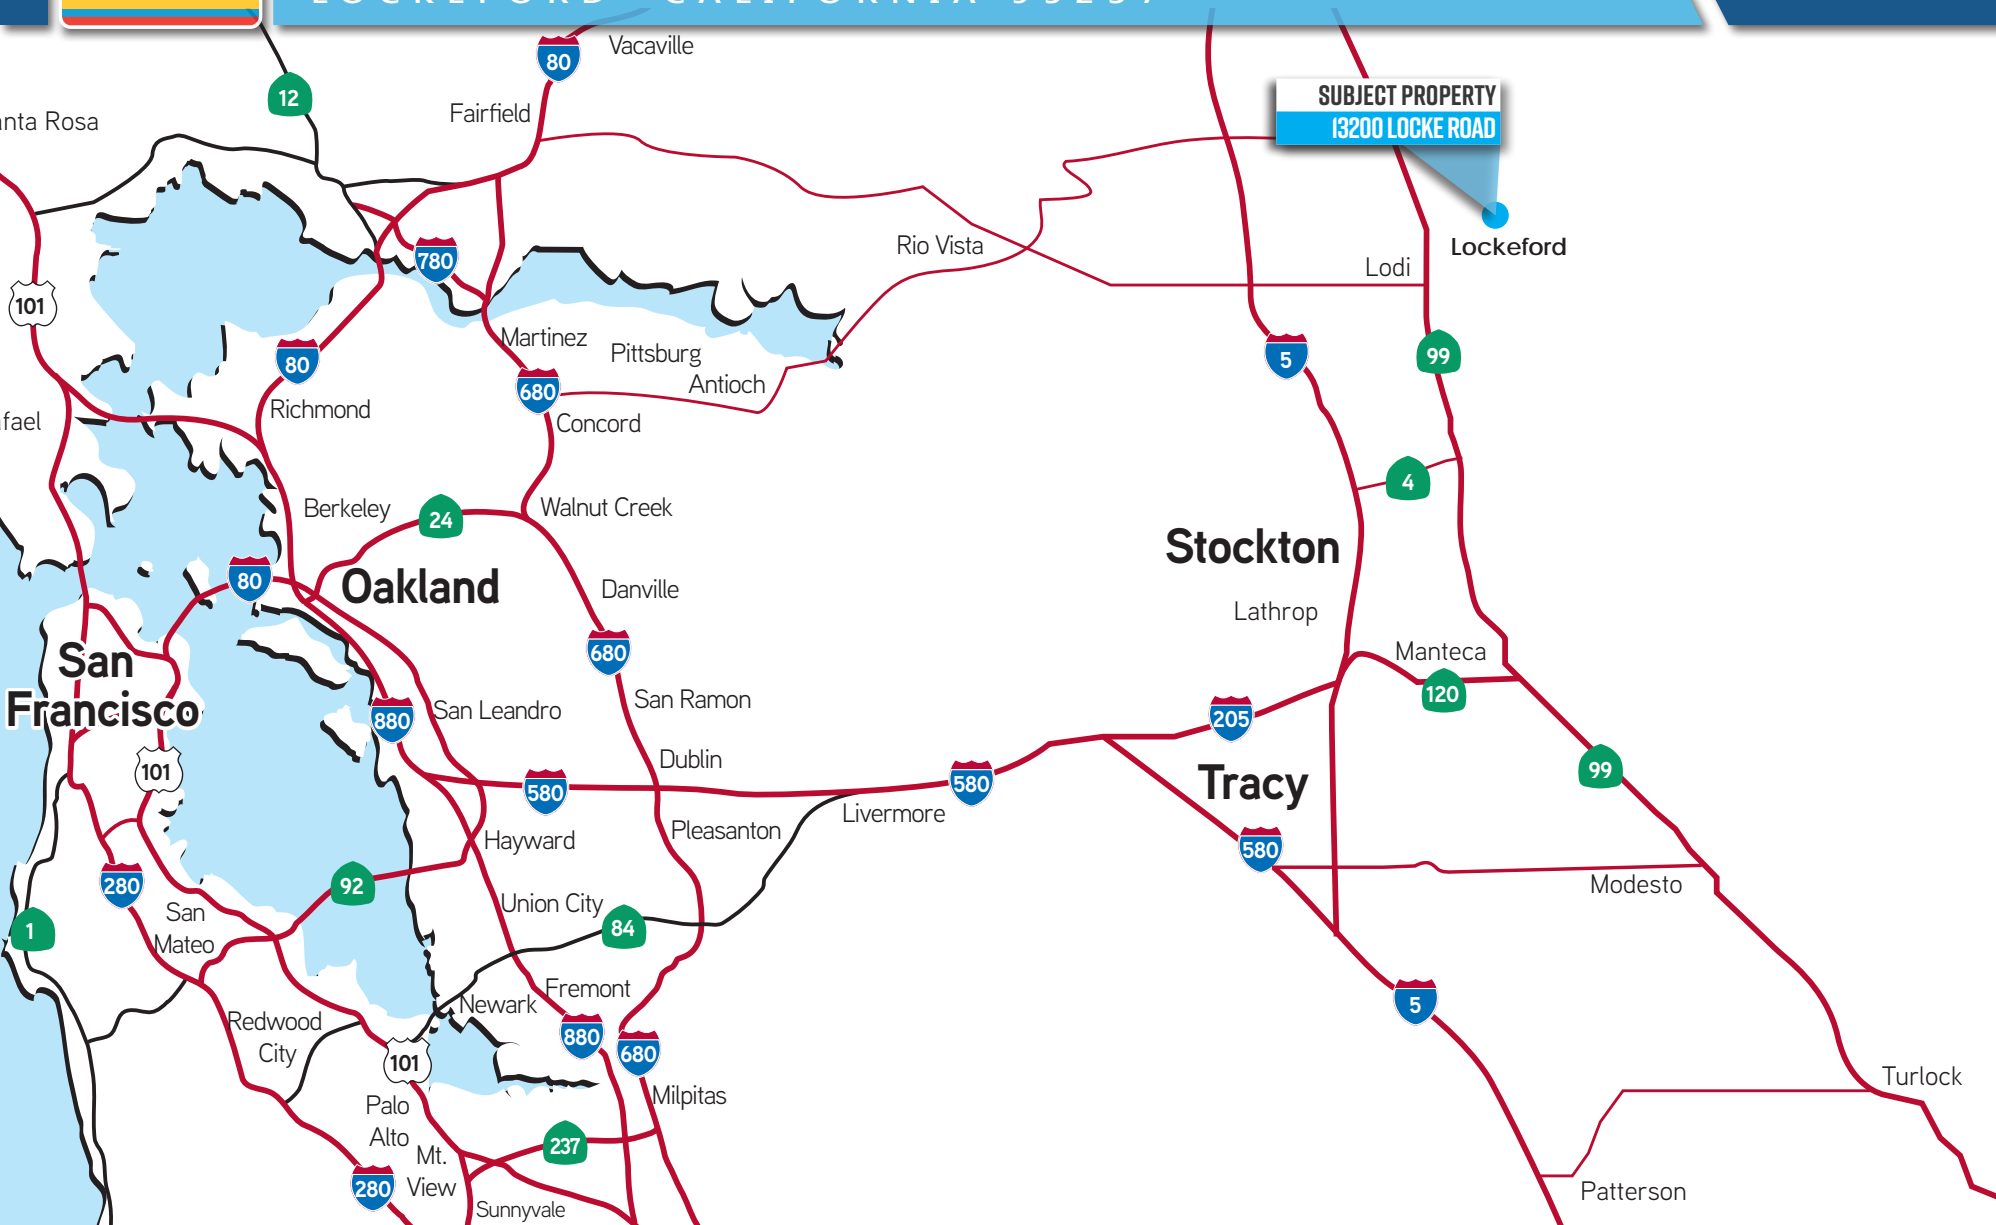 LOCKEFORD CALIFORNIA 95237
Vacaville
80
12
Fairfield
SUBJECT PROPERTY
13200 LOCKE ROAD
anta Rosa
Rio Vista
Lockeford
780
Lodi
101
Martinez
Pittsburg
5
99
80
Antioch
680
Richmond
Concord
fael
4
Berkeley
24
Walnut Creek
Stockton
80
Oakland
Danville
Lathrop
680
Manteca
San
Francisco
120
San Ramon
San Leandro
880
205
Dublin
101
99
580
580
Tracy
Livermore
Pleasanton
Hayward
580
280
92
Modesto
Union City
San
Mateo
84
1
Fremont
Newark
5
Redwood
City
880
680
101
Turlock
Milpitas
Palo
Alto
237
Mt.
View
280
Patterson
Sunnyvale